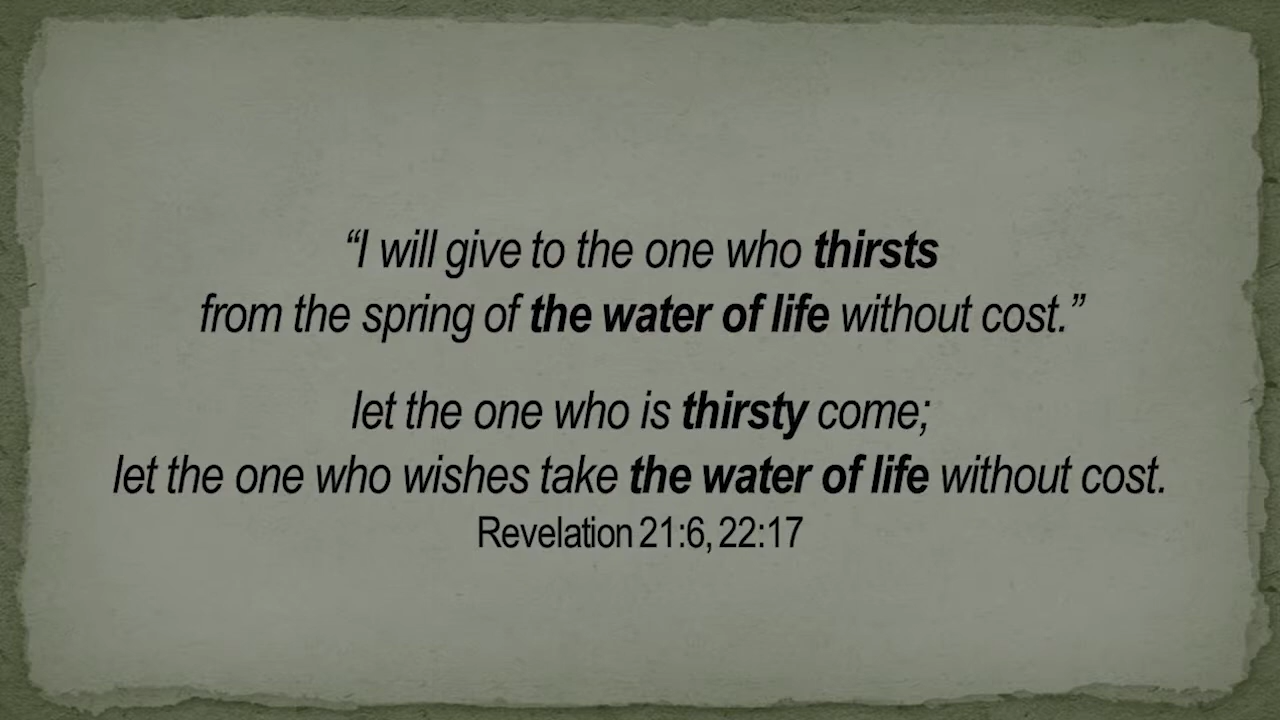 “I will give to the one who thirsts
from the spring of the water of life without cost.”
let the one who is thirsty come;
let the one who wishes take the water of life without cost.
Revelation 21:6, 22:17